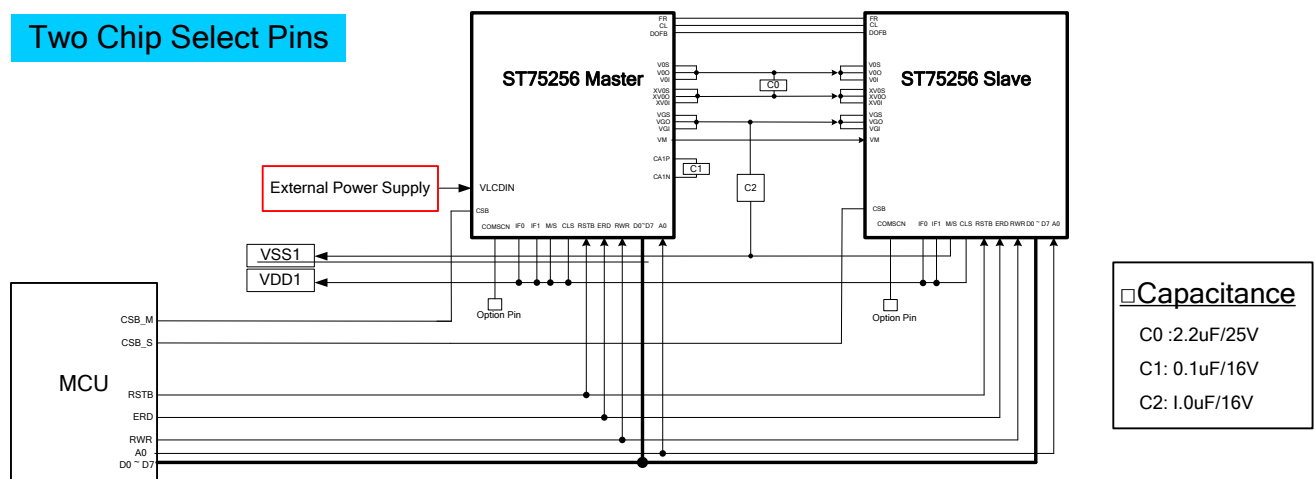 Two Chip Select Pins
ST75256 Master
FR
CL
DOFB
V0S
V0O
V0I
XV0S
XV0O
XV0I
VGS
VGO
VGI
VM
CA1P
CA1N
VLCDIN
CSB
COMSCN IF0 IF1 M/S CLS RSTB ERD RWR D0~D7 A0
Option Pin
C0
C1
C2
ST75256 Slave
FR
CL
DOFB
V0S
V0O
V0I
XV0S
XV0O
XV0I
VGS
VGO
VGI
VM
CSB
COMSCN IF0 IF1 M/S CLS RSTB ERD RWR D0 ~ D7 A0
Option Pin
External Power Supply
VSS1
VDD1
MCU
CSB_M
CSB_S
RSTB
ERD
RWR
A0
D0 ~ D7
□Capacitance
C0 :2.2uF/25V
C1: 0.1uF/16V
C2: I.0uF/16V